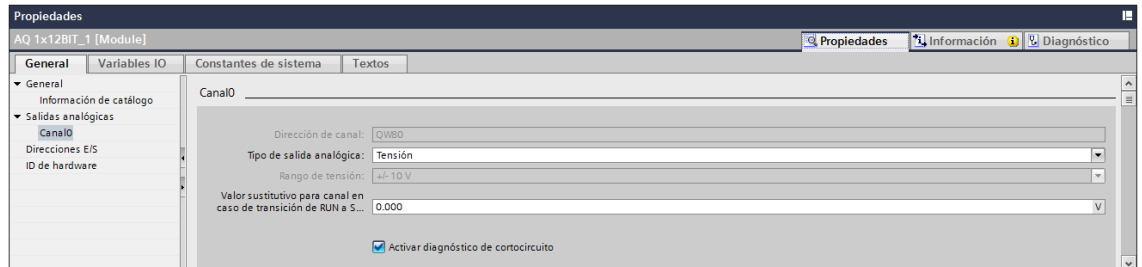 Propiedades
AQ 1x12BIT_1 [Module]
Propiedades Información Diagnóstico
General Variables IO Constantes de sistema Textos
General
Información de catálogo
Salidas analógicas
Canal0
Direcciones E/S
ID de hardware
Canal0
Dirección de canal: QW80
Tipo de salida analógica: Tensión
Rango de tensión: +/- 10 V
Valor sustitutivo para canal en
caso de transición de RUN a S... 0.000 V
Activar diagnóstico de cortocircuito